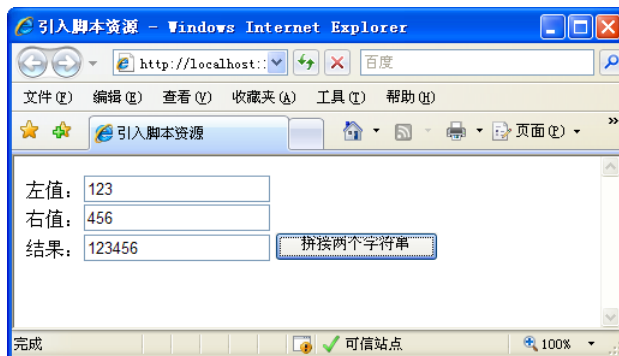 引入脚本资源 - Windows Internet Explorer
http://localhost:: 百度
文件(F) 编辑(E) 查看(V) 收藏夹(A) 工具(T) 帮助(H)
引入脚本资源 页面(P) »
左值：123
右值：456
结果：123456 拼接两个字符串
完成 可信站点 100%